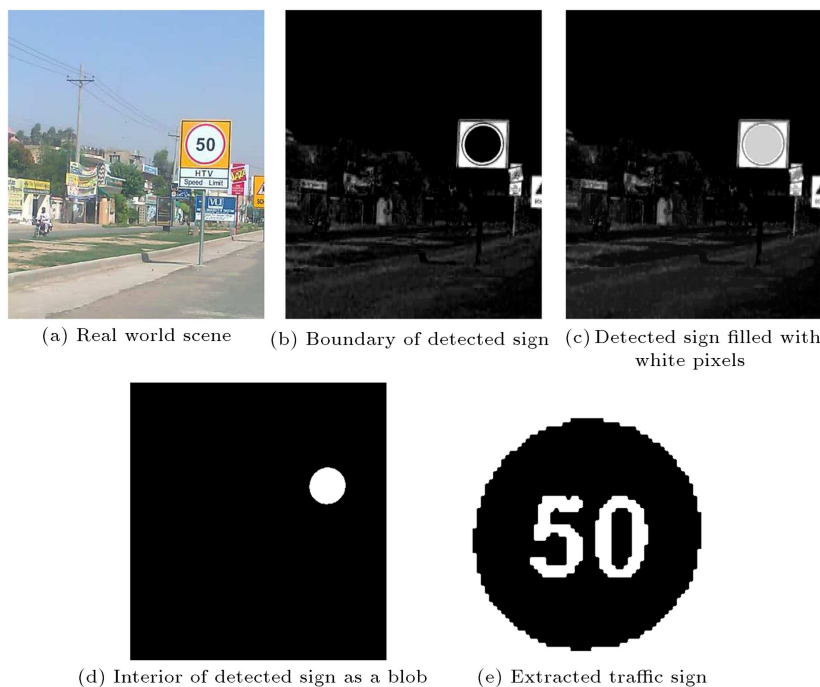 50
HTV
Speed Limit
(a) Real world scene
(b) Boundary of detected sign
(c) Detected sign filled with
white pixels
50
(d) Interior of detected sign as a blob
(e) Extracted traffic sign